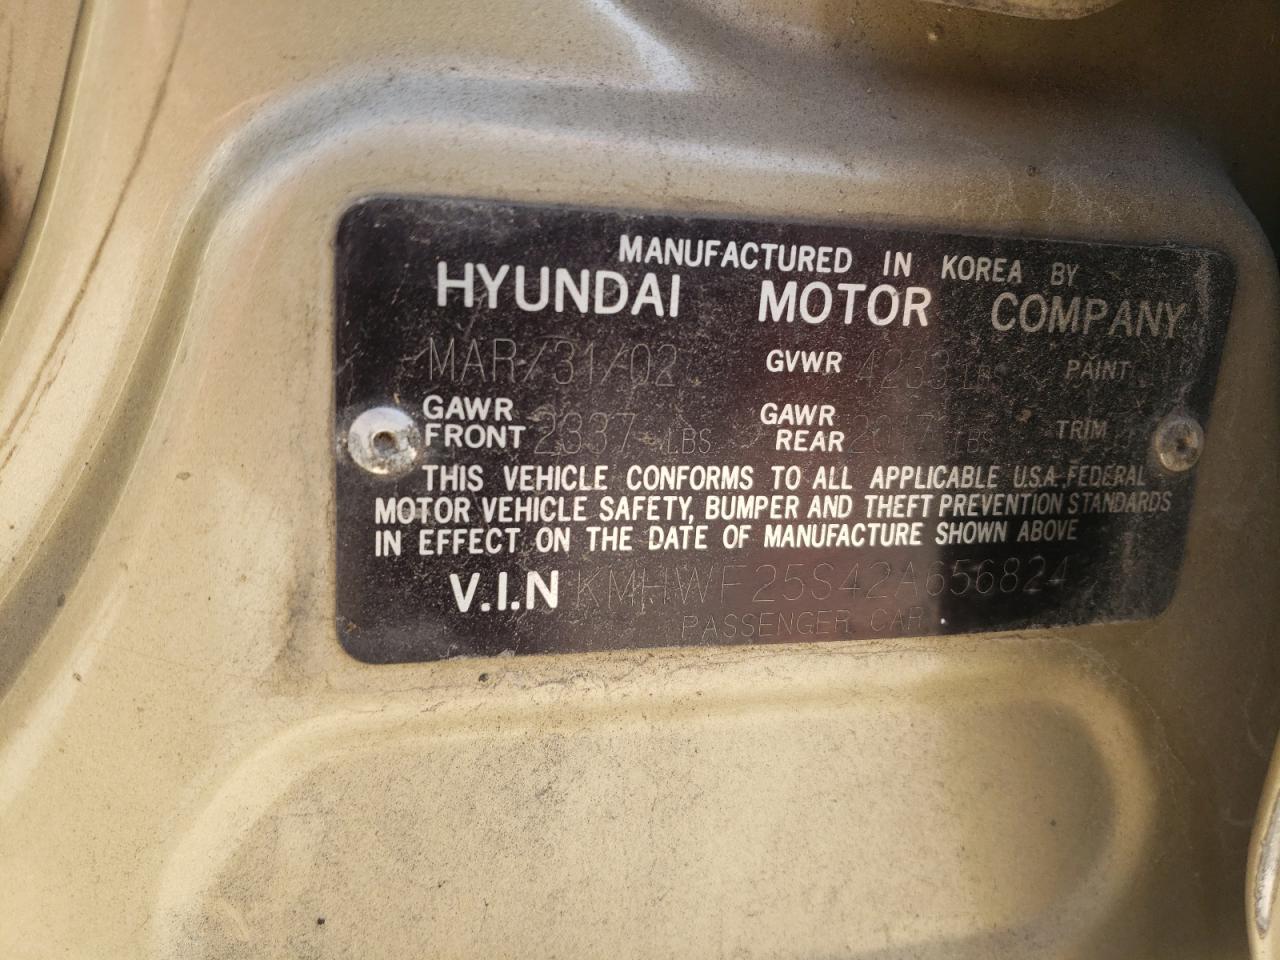 MANUFACTURED IN KOREA BY
HYUNDAI MOTOR COMPANY
MAR/31/02 GVWR 4233 LBS PAINT
GAWR FRONT 2337 LBS GAWR REAR LBS TRIM
THIS VEHICLE CONFORMS TO ALL APPLICABLE U.S.A. FEDERAL
MOTOR VEHICLE SAFETY, BUMPER AND THEFT PREVENTION STANDARDS
IN EFFECT ON THE DATE OF MANUFACTURE SHOWN ABOVE
V.I.N KMHWF25S42A656824
PASSENGER CAR